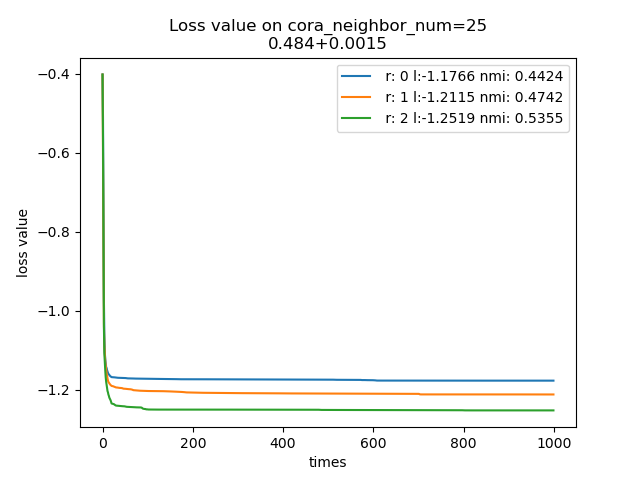 Loss value on cora_neighbor_num=25
0.484+0.0015
r: 0 l:-1.1766 nmi: 0.4424
r: 1 l:-1.2115 nmi: 0.4742
r: 2 l:-1.2519 nmi: 0.5355
−0.4
−0.6
−0.8
−1.0
−1.2
loss value
0 200 400 600 800 1000
times